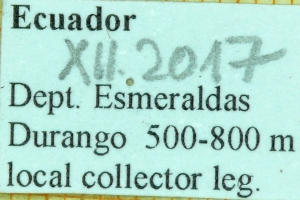 Ecuador
XII.2017
Dept. Esmeraldas
Durango 500-800 m
local collector leg.